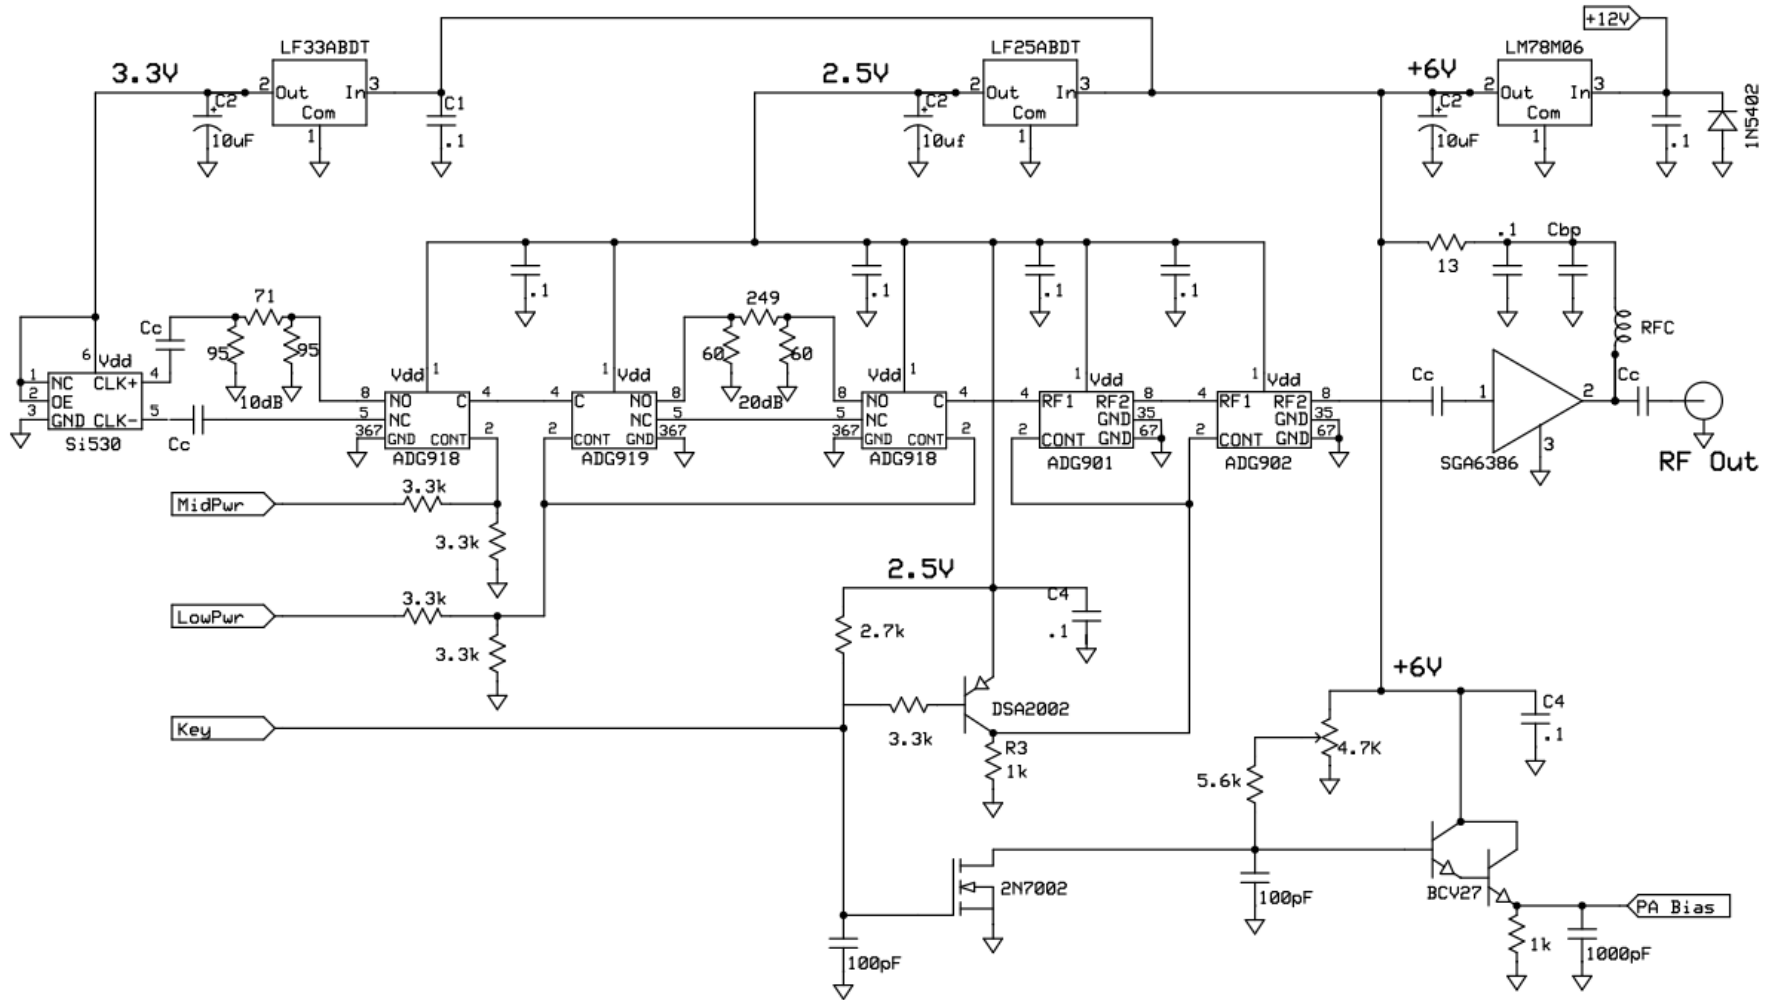 +12V
LF33ABDT
LF25ABDT
LM78M06
3.3V
2.5V
+6V
2 Out In 3
Com
1
C2
10uF
C1
.1
2 Out In 3
Com
1
C2
10uf
2 Out In 3
Com
1
C2
10uF
.1
1N5402
.1
.1
.1
.1
13
.1
Cbp
RFC
71
95
95
10dB
Cc
249
60
60
20dB
6 Vdd
1 NC CLK+ 4
2 OE
3 GND CLK- 5
Si530
Cc
Vdd 1
8 NO C 4
5 NC
367 GND CONT 2
ADG918
1 Vdd
4 C NO 8
NC 5
2 CONT GND 367
ADG919
Vdd 1
8 NO C 4
5 NC
367 GND CONT 2
ADG918
1 Vdd
4 RF1 RF2 8
GND 35
2 CONT GND 67
ADG901
1 Vdd
4 RF1 RF2 8
GND 35
2 CONT GND 67
ADG902
Cc
1
2
3
SGA6386
Cc
RF Out
MidPwr
3.3k
3.3k
LowPwr
3.3k
3.3k
Key
2.5V
2.7k
C4
.1
3.3k
DSA2002
R3
1k
+6V
4.7K
C4
.1
5.6k
2N7002
100pF
100pF
BCV27
PA Bias
1k
1000pF